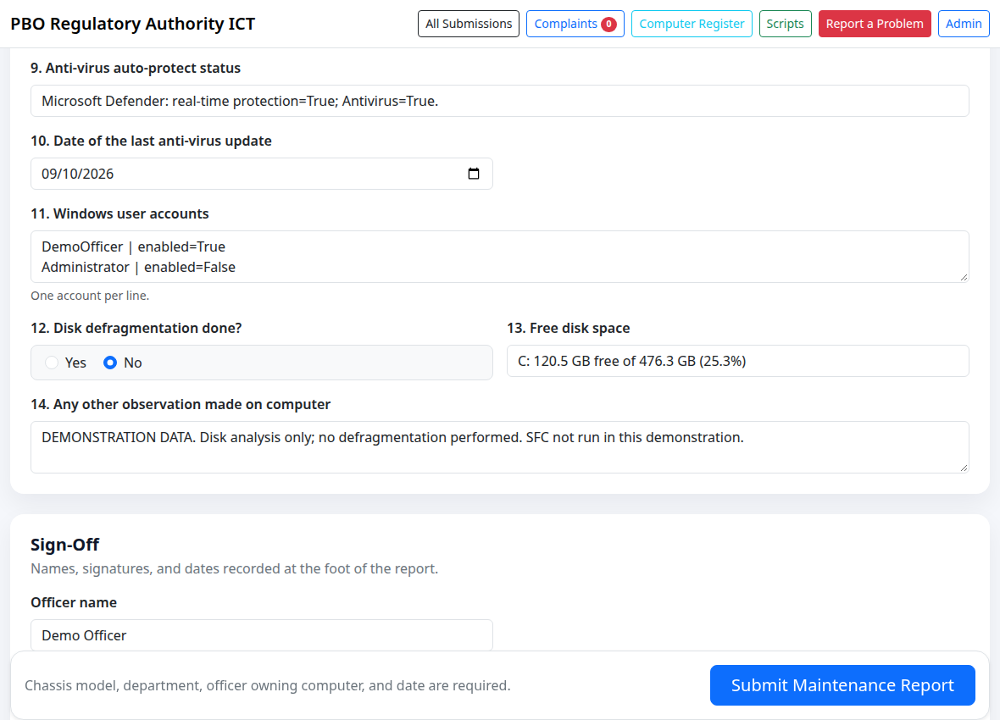 PBO Regulatory Authority ICT
All Submissions
Complaints 0
Computer Register
Scripts
Report a Problem
Admin
9. Anti-virus auto-protect status
Microsoft Defender: real-time protection=True; Antivirus=True.
10. Date of the last anti-virus update
09/10/2026
11. Windows user accounts
DemoOfficer | enabled=True
Administrator | enabled=False
One account per line.
12. Disk defragmentation done?
Yes No
13. Free disk space
C: 120.5 GB free of 476.3 GB (25.3%)
14. Any other observation made on computer
DEMONSTRATION DATA. Disk analysis only; no defragmentation performed. SFC not run in this demonstration.
Sign-Off
Names, signatures, and dates recorded at the foot of the report.
Officer name
Demo Officer
Chassis model, department, officer owning computer, and date are required.
Submit Maintenance Report